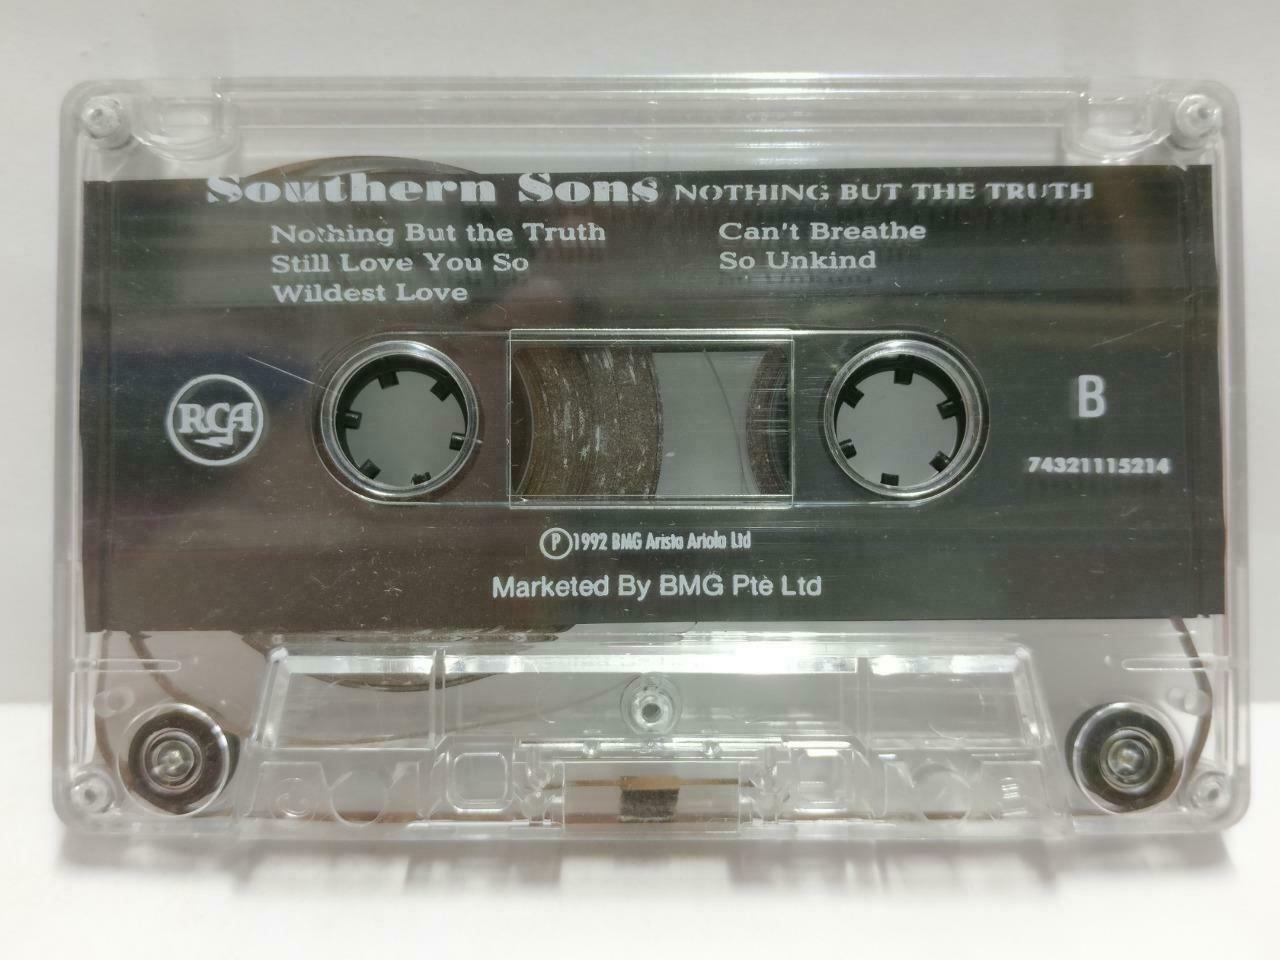 Southern Sons NOTHING BUT THE TRUTH
Nothing But the Truth
Still Love You So
Wildest Love
Can't Breathe
So Unkind
RCA
B
74321115214
Ⓟ1992 BMG Arista Ariola Ltd
Marketed By BMG Pte Ltd